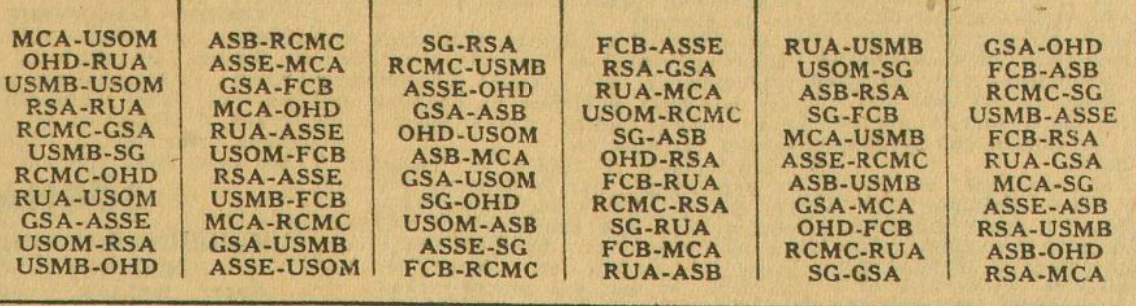 MCA-USOM ASB-RCMC SG-RSA FCB-ASSE RUA-USMB GSA-OHD
OHD-RUA ASSE-MCA RCMC-USMB RSA-GSA USOM-SG FCB-ASB
USMB-USOM GSA-FCB ASSE-OHD RUA-MCA ASB-RSA RCMC-SG
RSA-RUA MCA-OHD GSA-ASB USOM-RCMC SG-FCB USMB-ASSE
RCMC-GSA RUA-ASSE OHD-USOM SG-ASB MCA-USMB FCB-RSA
USMB-SG USOM-FCB ASB-MCA OHD-RSA ASSE-RCMC RUA-GSA
RCMC-OHD RSA-ASSE GSA-USOM FCB-RUA ASB-USMB MCA-SG
RUA-USOM USMB-FCB SG-OHD RCMC-RSA GSA-MCA ASSE-ASB
GSA-ASSE MCA-RCMC USOM-ASB SG-RUA OHD-FCB RSA-USMB
USOM-RSA GSA-USMB ASSE-SG FCB-MCA RCMC-RUA ASB-OHD
USMB-OHD ASSE-USOM FCB-RCMC RUA-ASB SG-GSA RSA-MCA